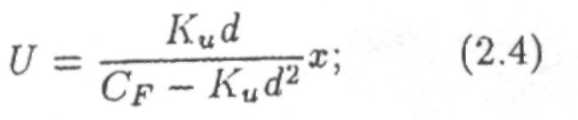 U = \frac{K_u d}{C_F - K_u d^2} x; (2.4)